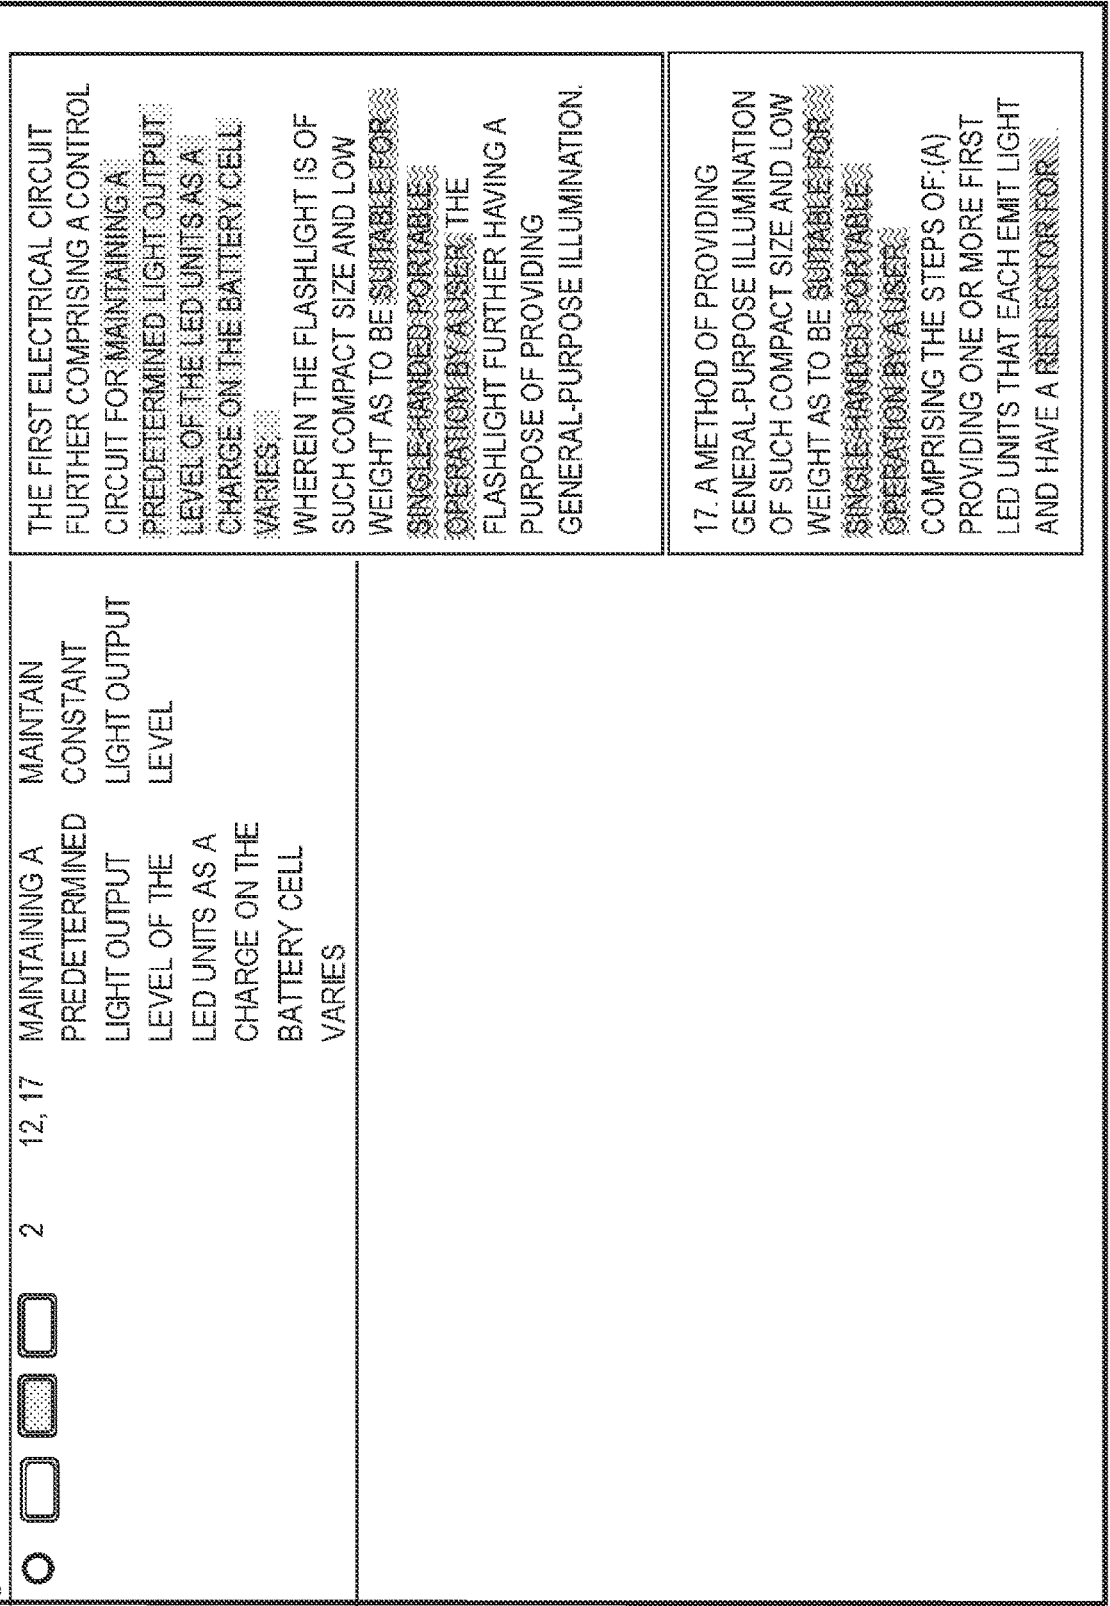 2
12, 17
MAINTAINING A
PREDETERMINED
LIGHT OUTPUT
LEVEL OF THE
LED UNITS AS A
CHARGE ON THE
BATTERY CELL
VARIES
MAINTAIN
CONSTANT
LIGHT OUTPUT
LEVEL
THE FIRST ELECTRICAL CIRCUIT
FURTHER COMPRISING A CONTROL
CIRCUIT FOR MAINTAINING A
PREDETERMINED LIGHT OUTPUT
LEVEL OF THE LED UNITS AS A
CHARGE ON THE BATTERY CELL
VARIES;
WHEREIN THE FLASHLIGHT IS OF
SUCH COMPACT SIZE AND LOW
WEIGHT AS TO BE SUITABLE FOR
SINGLE-HANDED PORTABLE
OPERATION BY A USER, THE
FLASHLIGHT FURTHER HAVING A
PURPOSE OF PROVIDING
GENERAL-PURPOSE ILLUMINATION.
17. A METHOD OF PROVIDING
GENERAL-PURPOSE ILLUMINATION
OF SUCH COMPACT SIZE AND LOW
WEIGHT AS TO BE SUITABLE FOR
SINGLE-HANDED PORTABLE
OPERATION BY A USER
COMPRISING THE STEPS OF:(A)
PROVIDING ONE OR MORE FIRST
LED UNITS THAT EACH EMIT LIGHT
AND HAVE A REFLECTOR FOR